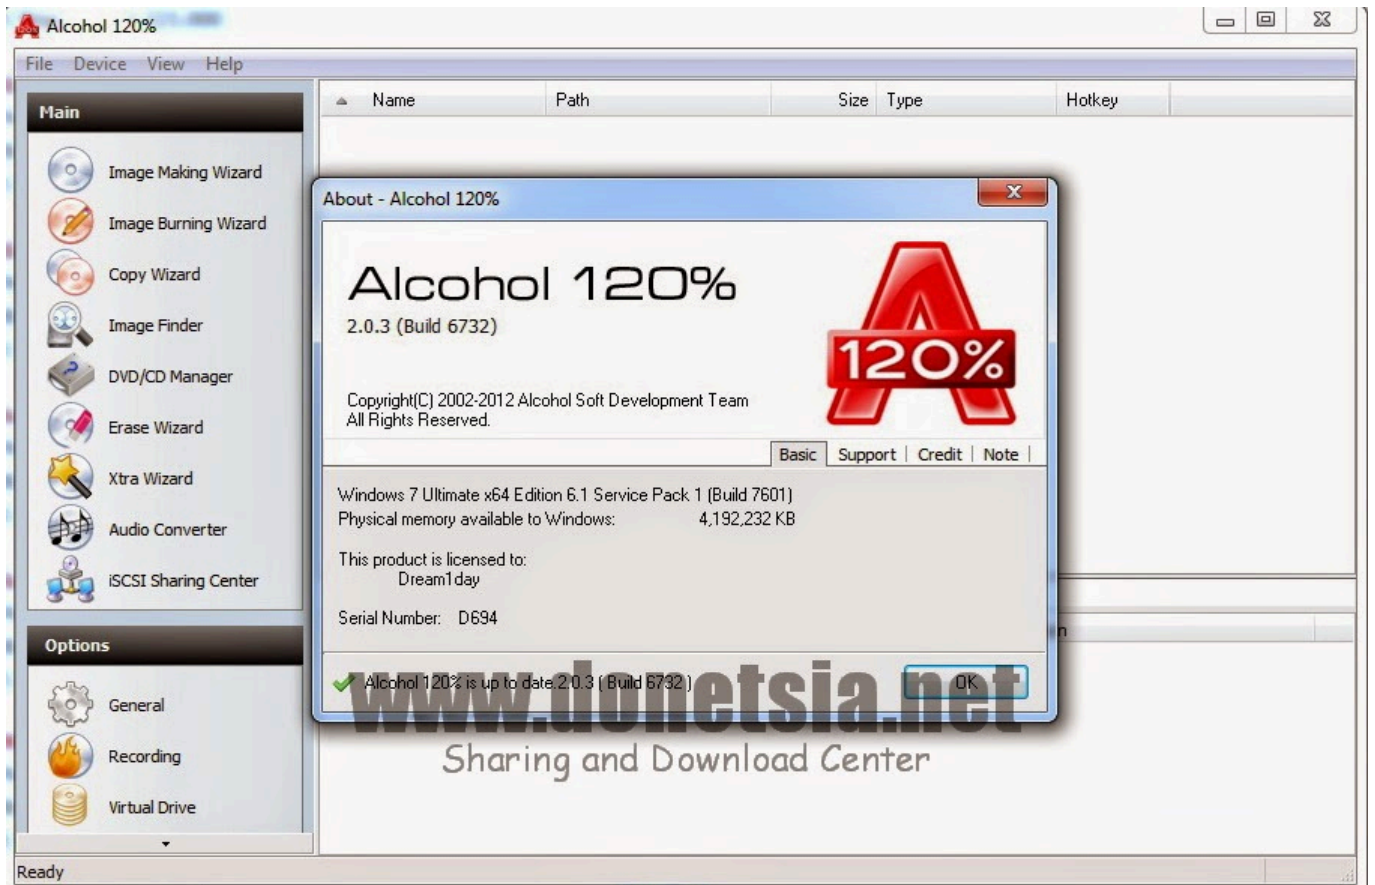 Alcohol 120%
File Device View Help
Main
Image Making Wizard
Image Burning Wizard
Copy Wizard
Image Finder
DVD/CD Manager
Erase Wizard
Xtra Wizard
Audio Converter
iSCSI Sharing Center
Options
General
Recording
Virtual Drive
Name Path Size Type Hotkey
About - Alcohol 120%
Alcohol 120%
2.0.3 (Build 6732)
120%
Copyright(C) 2002-2012 Alcohol Soft Development Team
All Rights Reserved.
Basic Support Credit Note
Windows 7 Ultimate x64 Edition 6.1 Service Pack 1 (Build 7601)
Physical memory available to Windows: 4,192,232 KB
This product is licensed to:
Dream1day
Serial Number: D694
Alcohol 120% is up to date.2.0.3 ( Build 6732 )
OK
www.donetsia.net
Sharing and Download Center
Ready